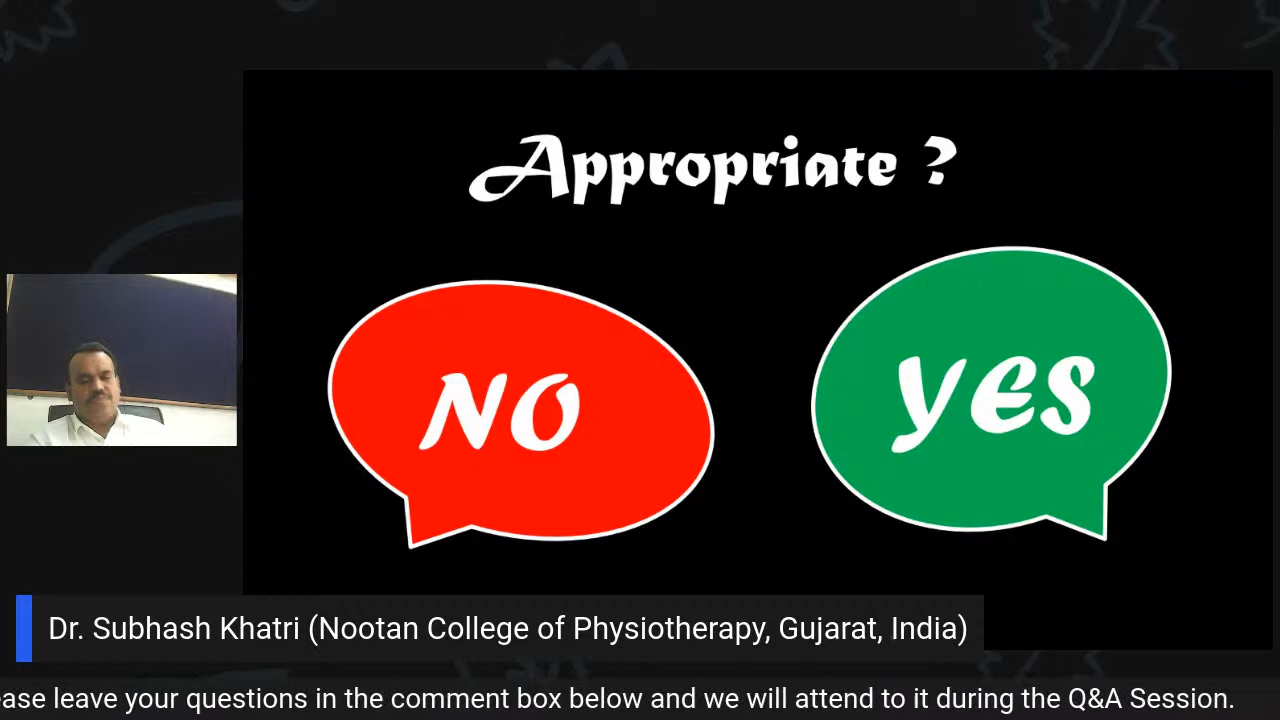 Appropriate ?
NO
YES
Dr. Subhash Khatri (Nootan College of Physiotherapy, Gujarat, India)
leave your questions in the comment box below and we will attend to it during the Q&A Session.